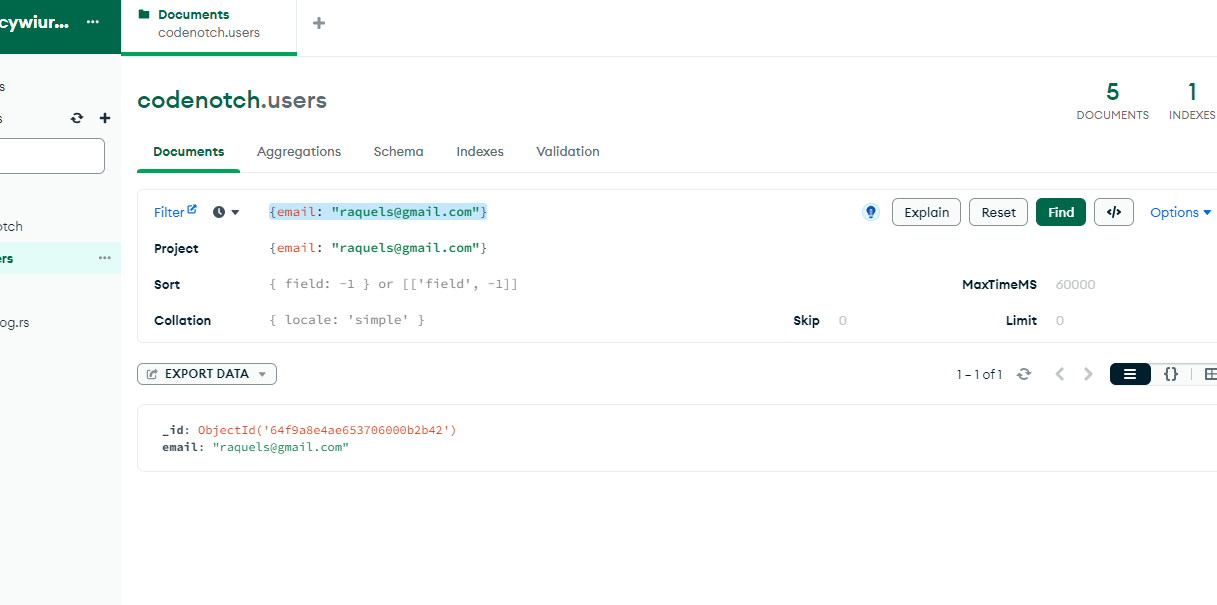 cywiur... •••
Documents
codenotch.users
+
s
s
otch
ers •••
og.rs
codenotch.users
5
DOCUMENTS
1
INDEXES
Documents Aggregations Schema Indexes Validation
Filter {email: "raquels@gmail.com"} Explain Reset Find </> Options
Project {email: "raquels@gmail.com"}
Sort { field: -1 } or [['field', -1]] MaxTimeMS 60000
Collation { locale: 'simple' } Skip 0 Limit 0
EXPORT DATA 1 – 1 of 1 {}
_id: ObjectId('64f9a8e4ae653706000b2b42')
email: "raquels@gmail.com"